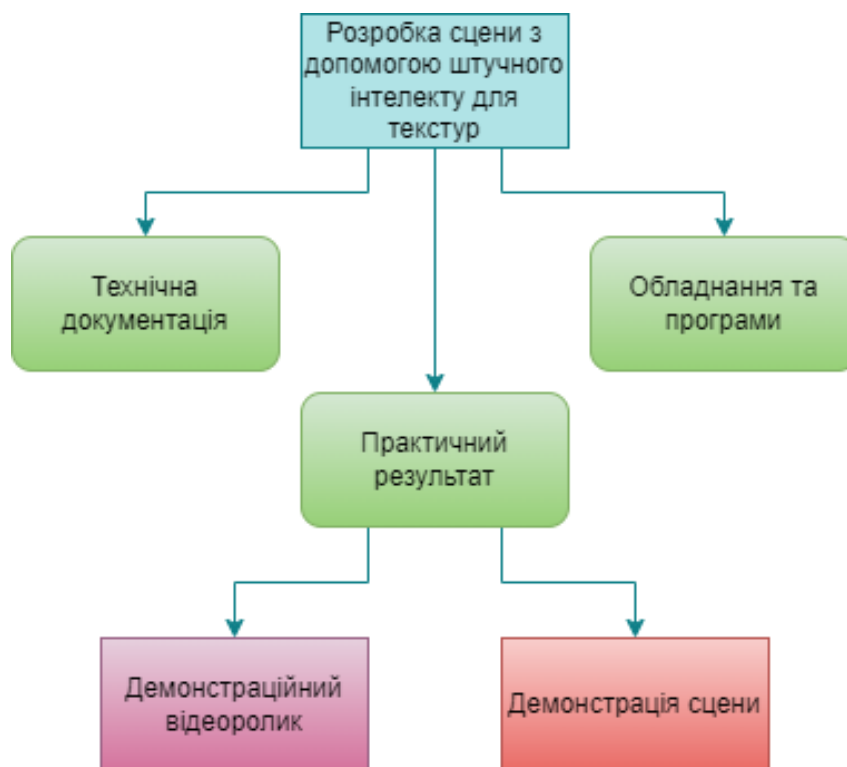 Розробка сцени з
допомогою штучного
інтелекту для
текстур
Технічна
документація
Обладнання та
програми
Практичний
результат
Демонстраційний
відеоролик
Демонстрація сцени